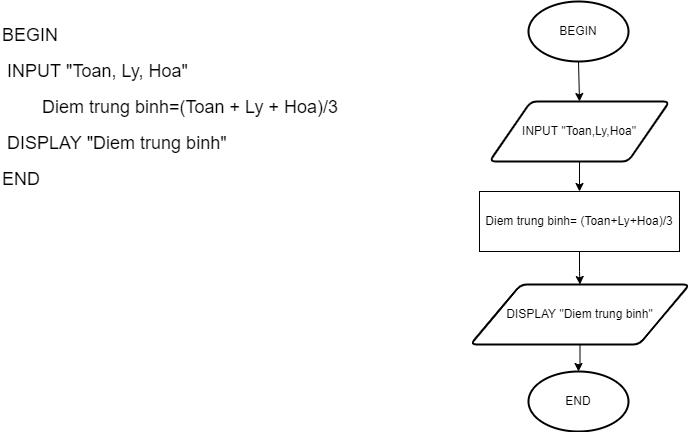 BEGIN
INPUT "Toan, Ly, Hoa"
Diem trung binh=(Toan + Ly + Hoa)/3
DISPLAY "Diem trung binh"
END
BEGIN
INPUT "Toan,Ly,Hoa"
Diem trung binh= (Toan+Ly+Hoa)/3
DISPLAY "Diem trung binh"
END